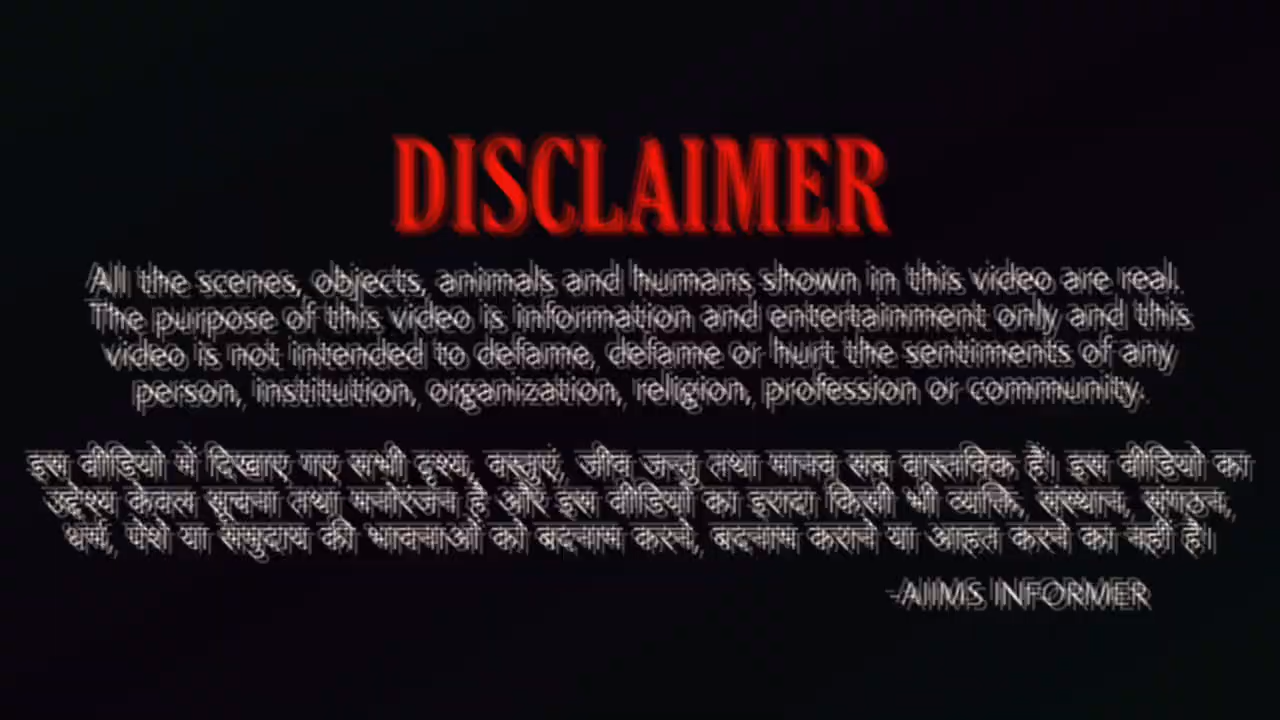 DISCLAIMER
All the scenes, objects, animals and humans shown in this video are real.
The purpose of this video is information and entertainment only, and this
video is not intended to defame, defame or hurt the sentiments of any
person, institution, organization, religion, profession or community.
इस वीडियो में दिखाए गए सभी दृश्य, वस्तुएं, जीव जन्तु तथा मानव सब वास्तविक हैं। इस वीडियो का
उद्देश्य केवल सूचना तथा मनोरंजन है, और इस वीडियो का इरादा किसी भी व्यक्ति, संस्थान, संगठन,
धर्म, पेशे या समुदाय की भावनाओं को बदनाम करने, बदनाम कराने या आहत करने का नहीं है।
-AIIMS INFORMER